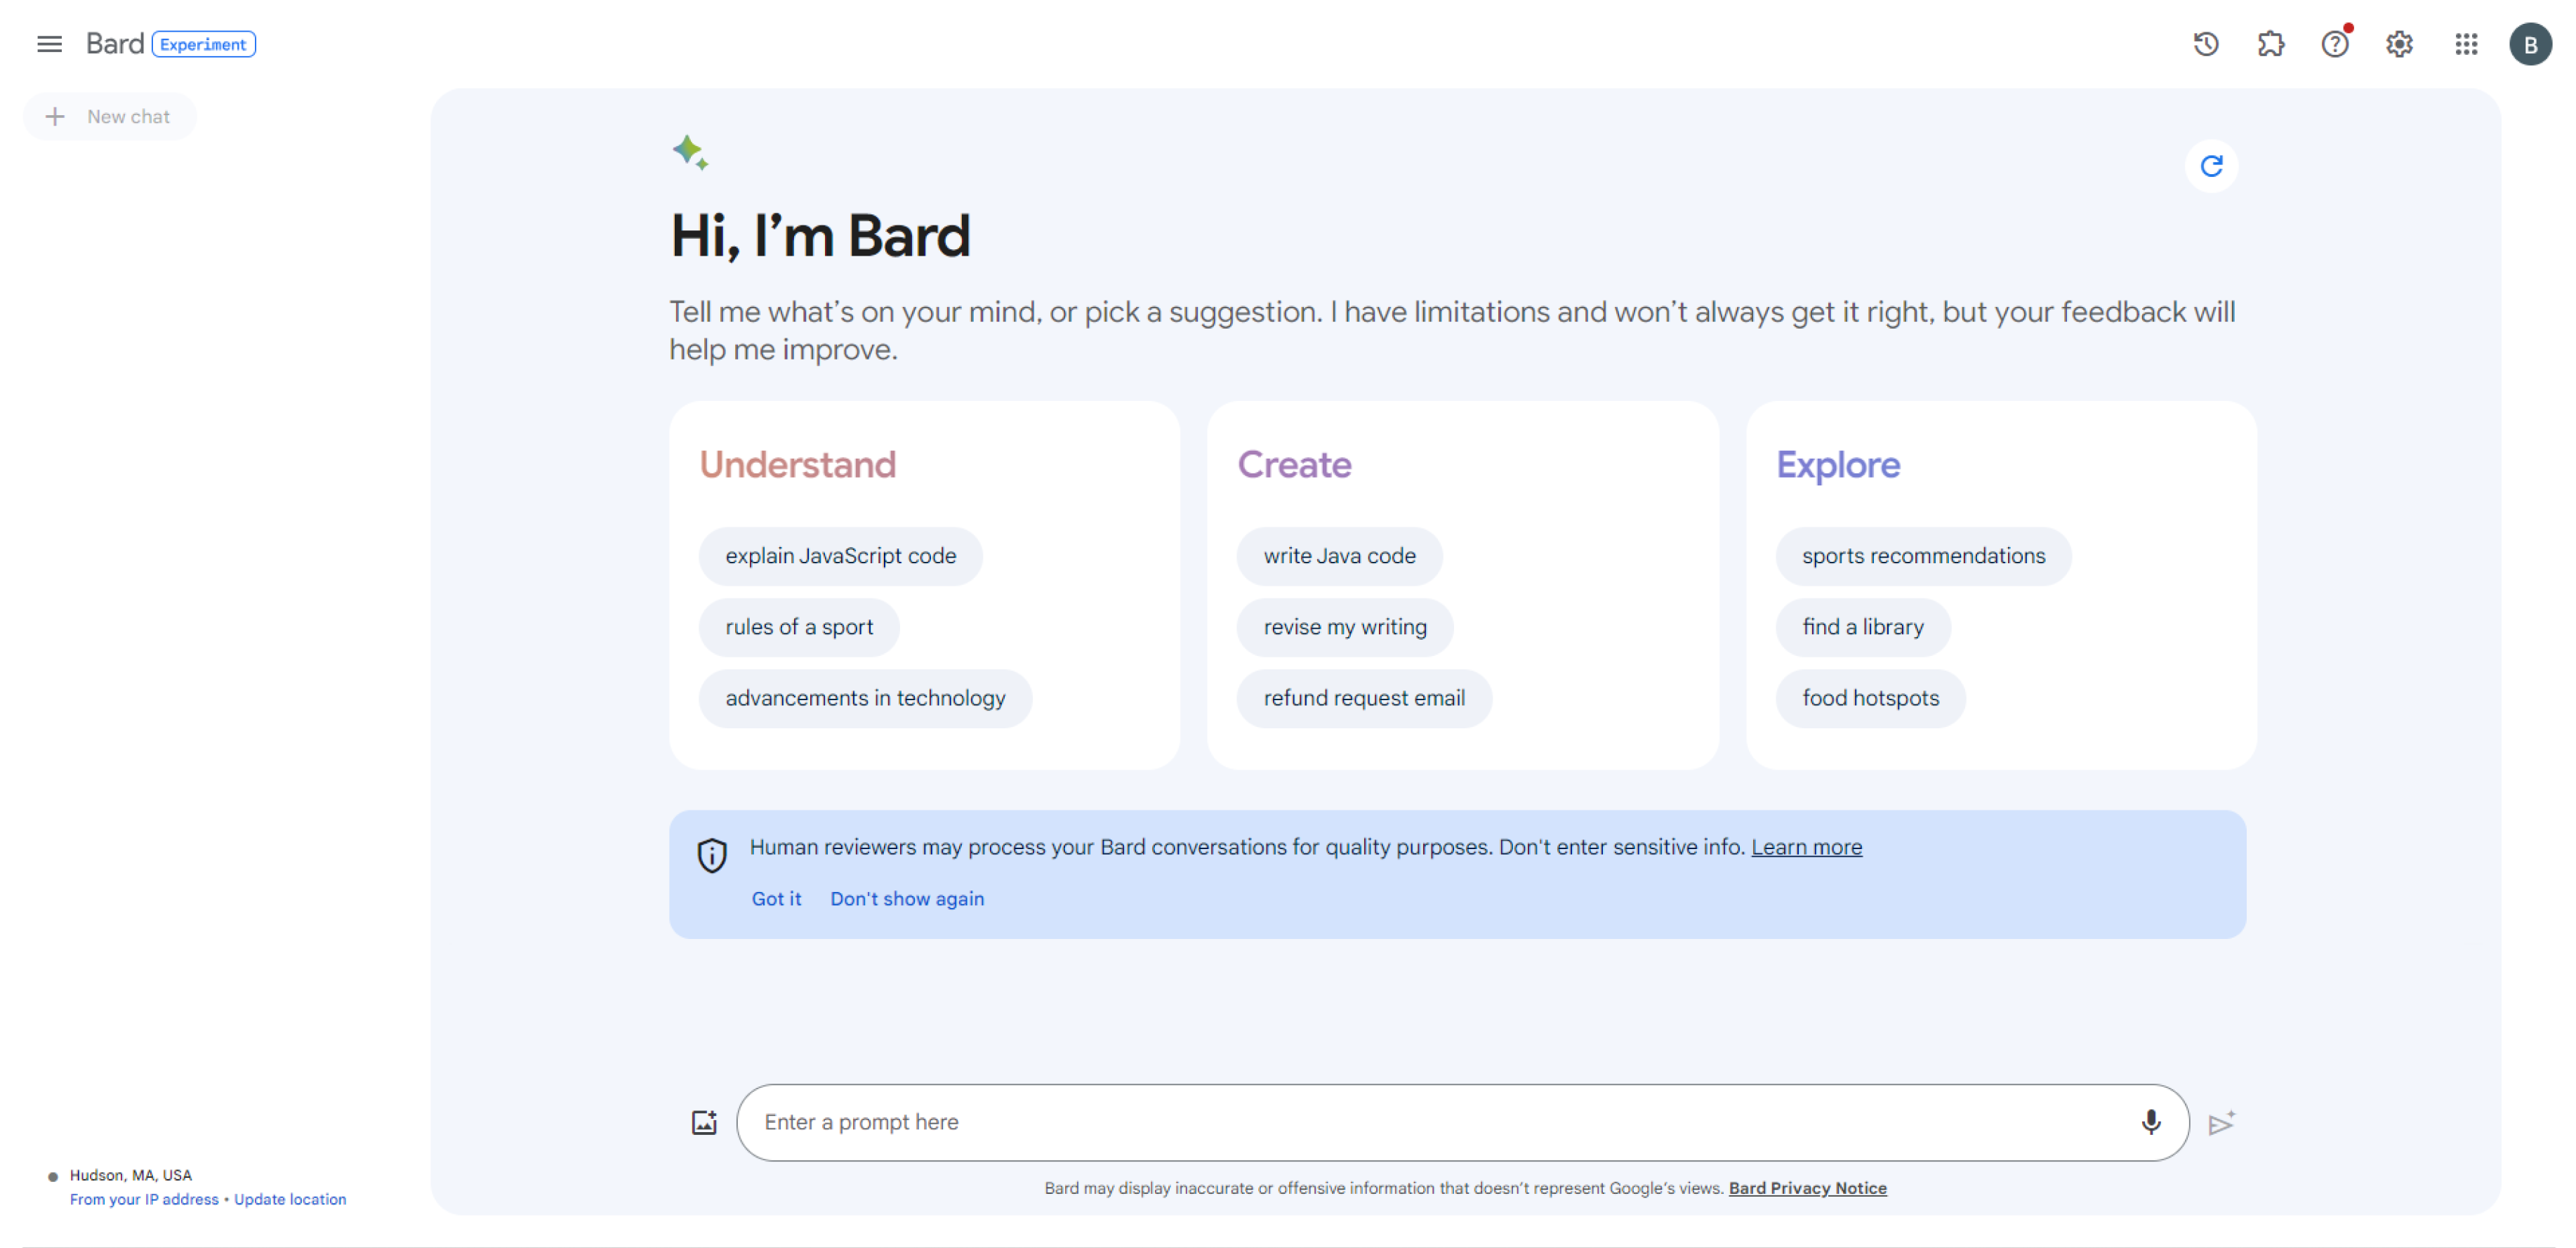 Bard Experiment
B
New chat
Hi, I’m Bard
Tell me what’s on your mind, or pick a suggestion. I have limitations and won’t always get it right, but your feedback will
help me improve.
Understand
explain JavaScript code
rules of a sport
advancements in technology
Create
write Java code
revise my writing
refund request email
Explore
sports recommendations
find a library
food hotspots
Human reviewers may process your Bard conversations for quality purposes. Don't enter sensitive info. Learn more
Got it Don't show again
Enter a prompt here
Bard may display inaccurate or offensive information that doesn’t represent Google’s views. Bard Privacy Notice
Hudson, MA, USA
From your IP address • Update location